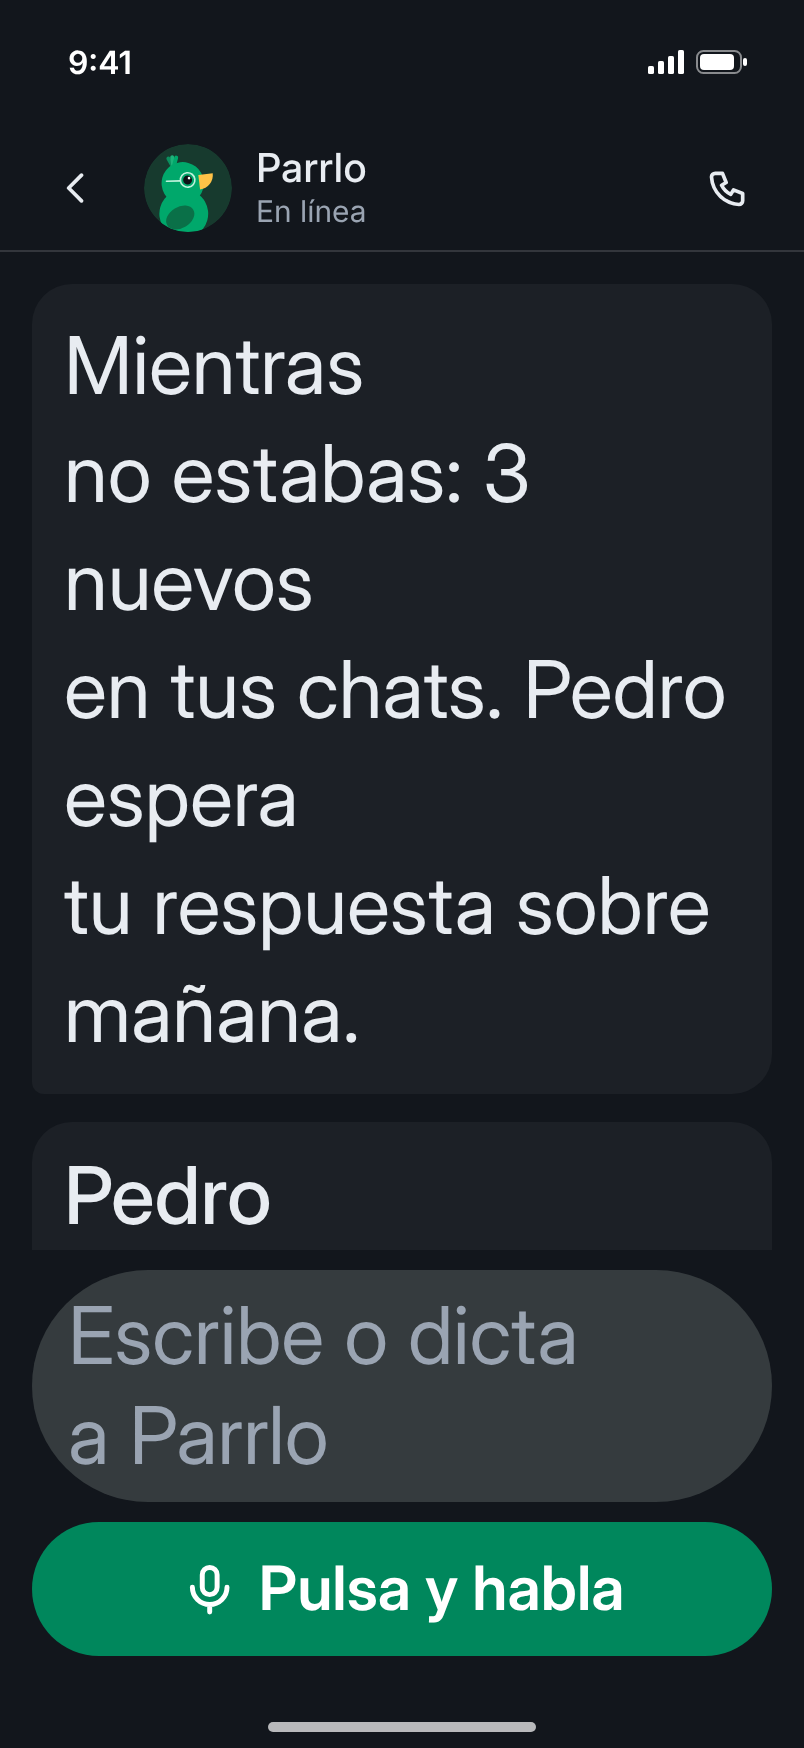 9:41
Parrlo
En línea
Mientras
no estabas: 3
nuevos
en tus chats. Pedro
espera
tu respuesta sobre
mañana.
Pedro
Escribe o dicta
a Parrlo
Pulsa y habla